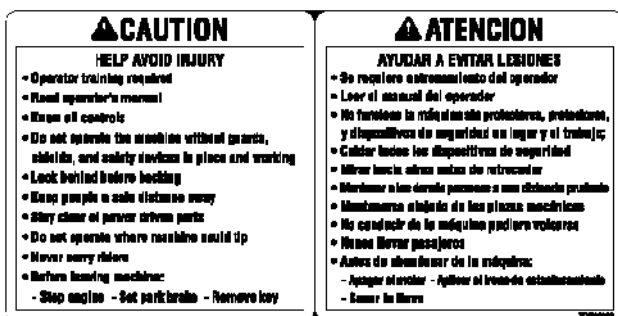 CAUTION
HELP AVOID INJURY
• Operator training required
• Read operator's manual
• Know all controls
• Do not operate the machine without guards,
shields, and safety devices in place and working
• Look behind before backing
• Keep people a safe distance away
• Stay clear of power driven parts
• Do not operate where machine could tip
• Never carry riders
• Before leaving machine:
- Stop engine - Set park brake - Remove key
ATENCION
AYUDAR A EVITAR LESIONES
• Se requiere entrenamiento del operador
• Leer el manual del operador
• No funcione la máquina sin protectores, protectores,
y dispositivos de seguridad en lugar y el trabajo;
• Cuidar todos los dispositivos de seguridad
• Mirar hacia atras antes de retroceder
• Mantener a los demás personas a una distancia prudente
• Mantenerse alejado de las piezas mecánicas
• No conducir de la máquina pudiera volcarse
• Nunca llevar pasajeros
• Antes de abandonar de la máquina:
- Apagar el motor - Aplicar el freno de estacionamiento
- Sacar la llave